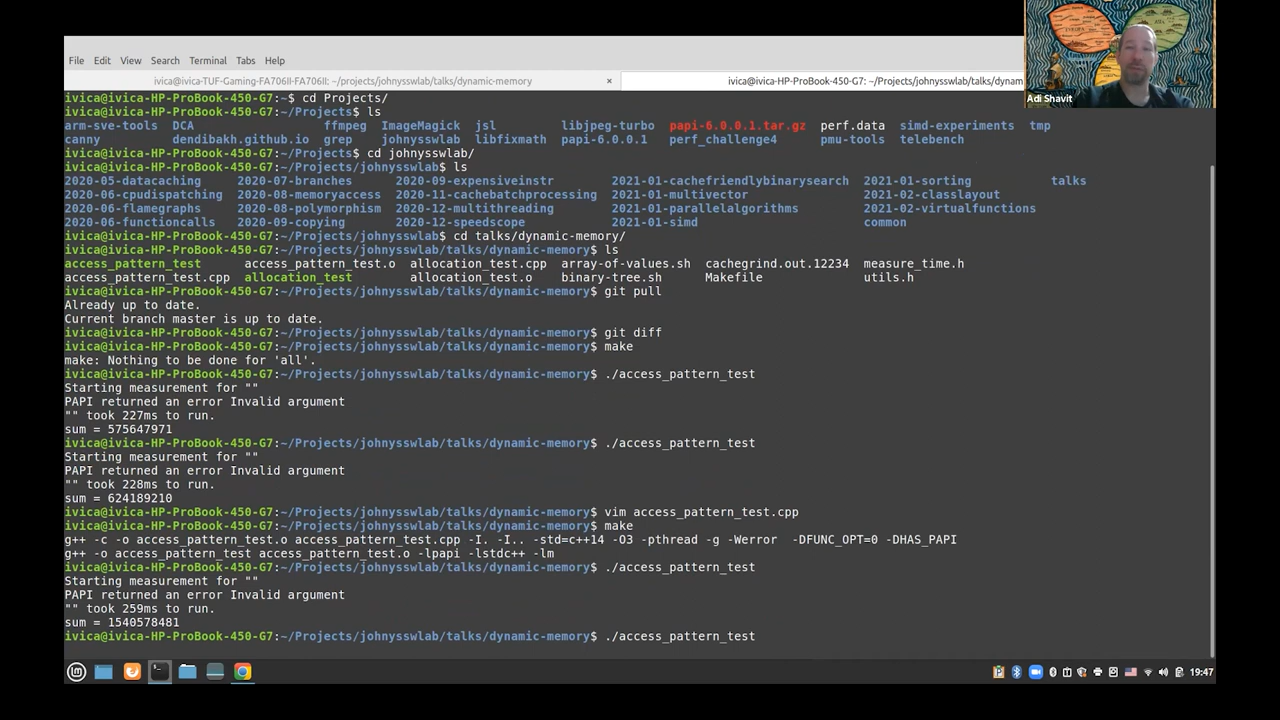 File Edit View Search Terminal Tabs Help
ivica@ivica-TUF-Gaming-FA706II-FA706II: ~/projects/johnysswlab/talks/dynamic-memory × ivica@ivica-HP-ProBook-450-G7: ~/Projects/johnysswlab/talks/dynam
Adi Shavit
ivica@ivica-HP-ProBook-450-G7:~$ cd Projects/
ivica@ivica-HP-ProBook-450-G7:~/Projects$ ls
arm-sve-tools DCA ffmpeg ImageMagick jsl libjpeg-turbo papi-6.0.0.1.tar.gz perf.data simd-experiments tmp
canny dendibakh.github.io grep johnysswlab libfixmath papi-6.0.0.1 perf_challenge4 pmu-tools telebench
ivica@ivica-HP-ProBook-450-G7:~/Projects$ cd johnysswlab/
ivica@ivica-HP-ProBook-450-G7:~/Projects/johnysswlab$ ls
2020-05-datacaching 2020-07-branches 2020-09-expensiveinstr 2021-01-cachefriendlybinarysearch 2021-01-sorting talks
2020-06-cpudispatching 2020-08-memoryaccess 2020-11-cachebatchprocessing 2021-01-multivector 2021-02-classlayout
2020-06-flamegraphs 2020-08-polymorphism 2020-12-multithreading 2021-01-parallelalgorithms 2021-02-virtualfunctions
2020-06-functioncalls 2020-09-copying 2020-12-speedscope 2021-01-simd common
ivica@ivica-HP-ProBook-450-G7:~/Projects/johnysswlab$ cd talks/dynamic-memory/
ivica@ivica-HP-ProBook-450-G7:~/Projects/johnysswlab/talks/dynamic-memory$ ls
access_pattern_test access_pattern_test.o allocation_test.cpp array-of-values.sh cachegrind.out.12234 measure_time.h
access_pattern_test.cpp allocation_test allocation_test.o binary-tree.sh Makefile utils.h
ivica@ivica-HP-ProBook-450-G7:~/Projects/johnysswlab/talks/dynamic-memory$ git pull
Already up to date.
Current branch master is up to date.
ivica@ivica-HP-ProBook-450-G7:~/Projects/johnysswlab/talks/dynamic-memory$ git diff
ivica@ivica-HP-ProBook-450-G7:~/Projects/johnysswlab/talks/dynamic-memory$ make
make: Nothing to be done for 'all'.
ivica@ivica-HP-ProBook-450-G7:~/Projects/johnysswlab/talks/dynamic-memory$ ./access_pattern_test
Starting measurement for ""
PAPI returned an error Invalid argument
"" took 227ms to run.
sum = 575647971
ivica@ivica-HP-ProBook-450-G7:~/Projects/johnysswlab/talks/dynamic-memory$ ./access_pattern_test
Starting measurement for ""
PAPI returned an error Invalid argument
"" took 228ms to run.
sum = 624189210
ivica@ivica-HP-ProBook-450-G7:~/Projects/johnysswlab/talks/dynamic-memory$ vim access_pattern_test.cpp
ivica@ivica-HP-ProBook-450-G7:~/Projects/johnysswlab/talks/dynamic-memory$ make
g++ -c -o access_pattern_test.o access_pattern_test.cpp -I. -I.. -std=c++14 -O3 -pthread -g -Werror -DFUNC_OPT=0 -DHAS_PAPI
g++ -o access_pattern_test access_pattern_test.o -lpapi -lstdc++ -lm
ivica@ivica-HP-ProBook-450-G7:~/Projects/johnysswlab/talks/dynamic-memory$ ./access_pattern_test
Starting measurement for ""
PAPI returned an error Invalid argument
"" took 259ms to run.
sum = 1540578481
ivica@ivica-HP-ProBook-450-G7:~/Projects/johnysswlab/talks/dynamic-memory$ ./access_pattern_test
19:47